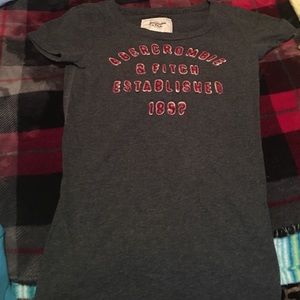 ABERCROMBIE
& FITCH
ESTABLISHED
1892